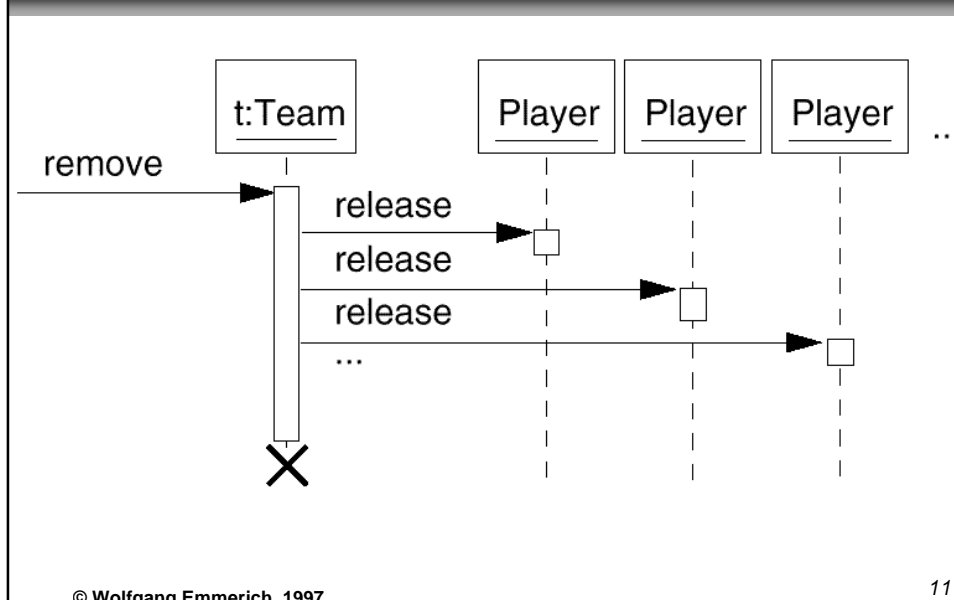 t:Team
Player
Player
Player
..
remove
release
release
release
...
© Wolfgang Emmerich, 1997
11